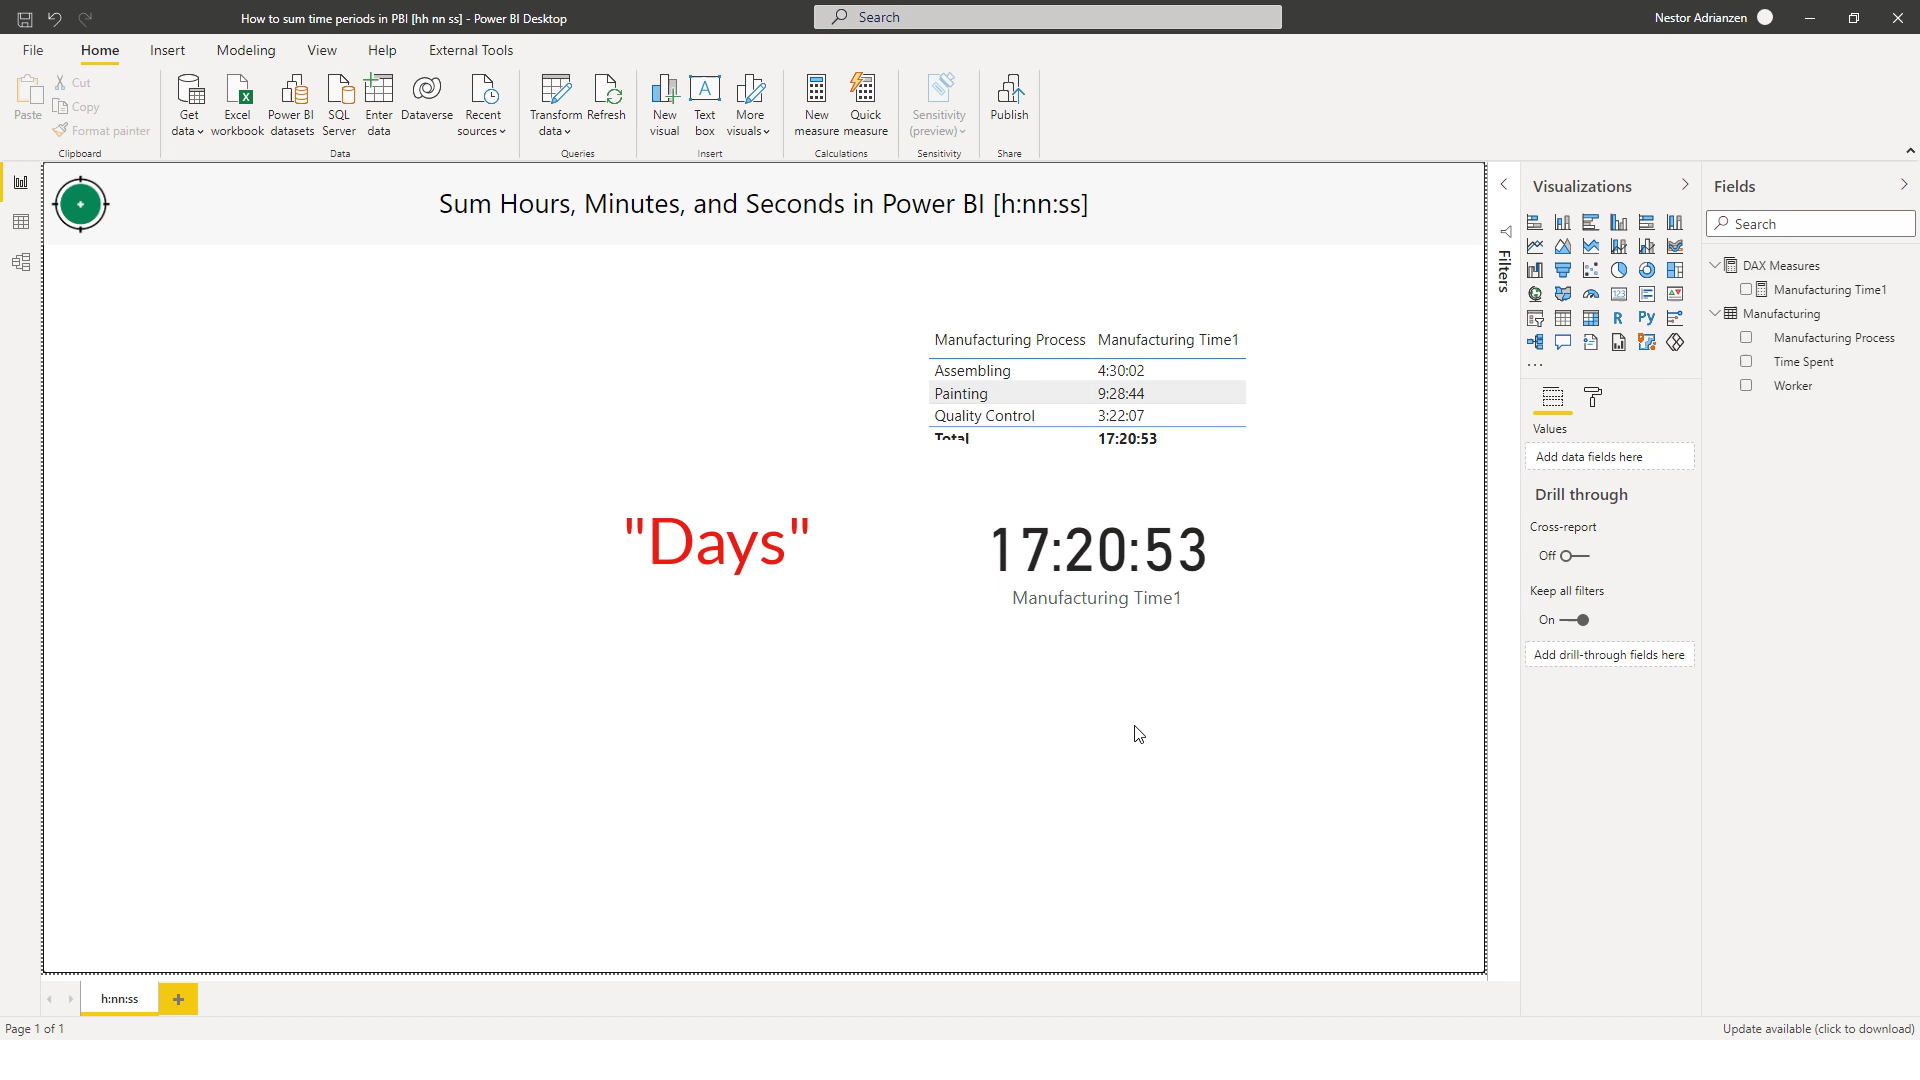 How to sum time periods in PBI [hh nn ss] - Power BI Desktop
Search
Nestor Adrianzen
File Home Insert Modeling View Help External Tools
Paste
Cut
Copy
Format painter
Clipboard
Get data
Excel workbook
Power BI datasets
SQL Server
Enter data
Dataverse
Recent sources
Data
Transform data
Refresh
Queries
New visual
A
Text box
More visuals
Insert
New measure
Quick measure
Calculations
Sensitivity (preview)
Sensitivity
Publish
Share
Sum Hours, Minutes, and Seconds in Power BI [h:nn:ss]
Manufacturing Process Manufacturing Time1
Assembling 4:30:02
Painting 9:28:44
Quality Control 3:22:07
Total 17:20:53
"Days"
17:20:53
Manufacturing Time1
Filters
Visualizations
123
R Py
...
Values
Add data fields here
Drill through
Cross-report
Off
Keep all filters
On
Add drill-through fields here
Fields
Search
DAX Measures
Manufacturing Time1
Manufacturing
Manufacturing Process
Time Spent
Worker
h:nn:ss
Page 1 of 1
Update available (click to download)